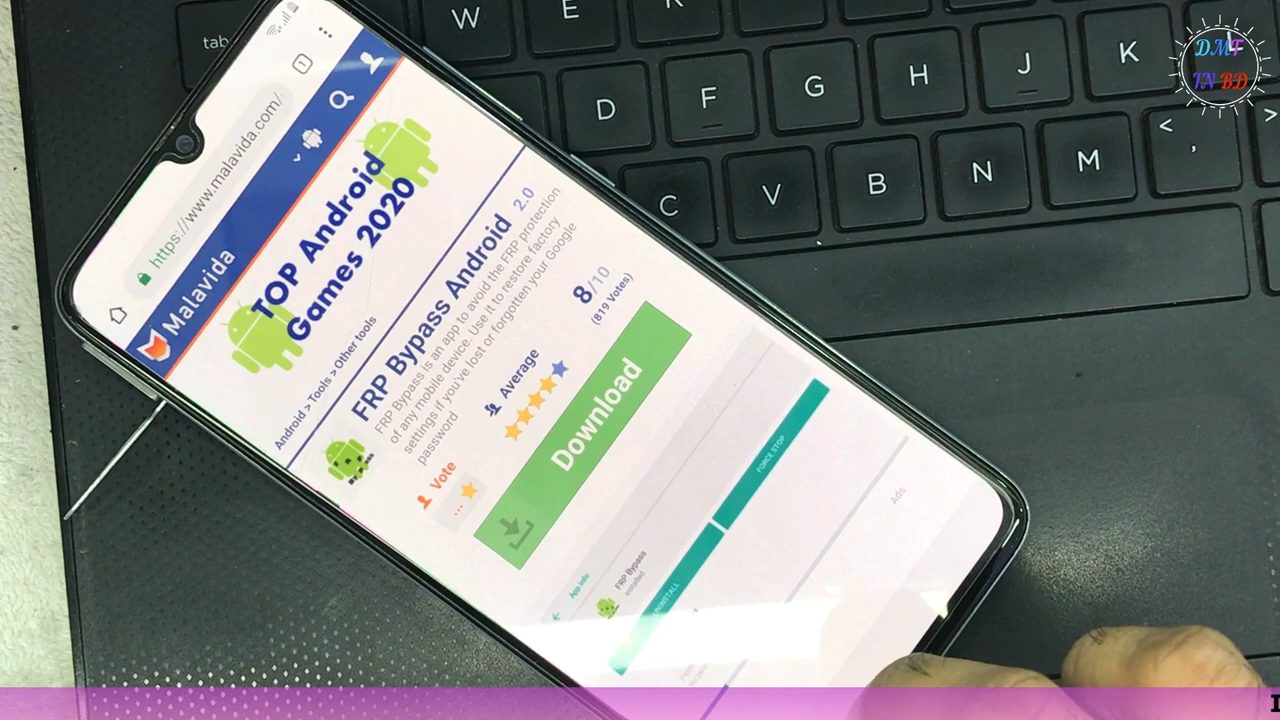 https://www.malavida.com/
1
Malavida
TOP Android
Games 2020
Android > Tools > Other tools
FRP Bypass Android 2.0
FRP Bypass is an app to avoid the FRP protection
of any mobile device. Use it to restore factory
settings if you've lost or forgotten your Google
password
Vote
Average
8/10
(819 Votes)
Download
App info
FRP Bypass
Installed
UNINSTALL
FORCE STOP
Ads
tab
W
E
R
D
F
G
H
J
K
L
C
V
B
N
M
<
,
>
DMT
IN BD